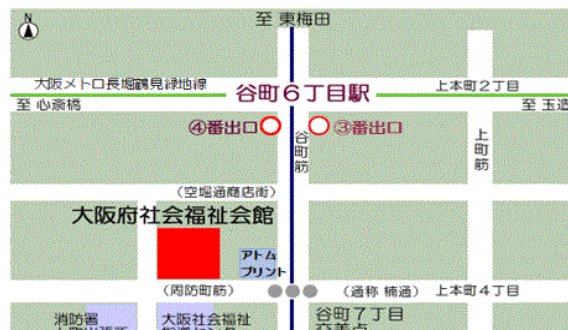 N
至 東梅田
大阪メトロ長堀鶴見緑地線
上本町2丁目
谷町6丁目駅
至 心斎橋
至 玉造
④番出口
③番出口
谷町筋
上町筋
(空堀通商店街)
大阪府社会福祉会館
アトム
プリント
(周防町筋)
(通称 楠通)
上本町4丁目
消防署
大阪社会福祉
谷町7丁目
交差点